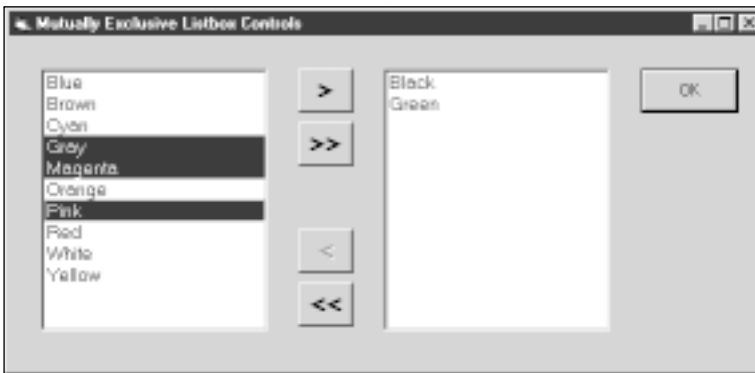 Mutually Exclusive Listbox Controls
Blue
Brown
Cyan
Gray
Magenta
Orange
Pink
Red
White
Yellow
>
>>
<
<<
Black
Green
OK